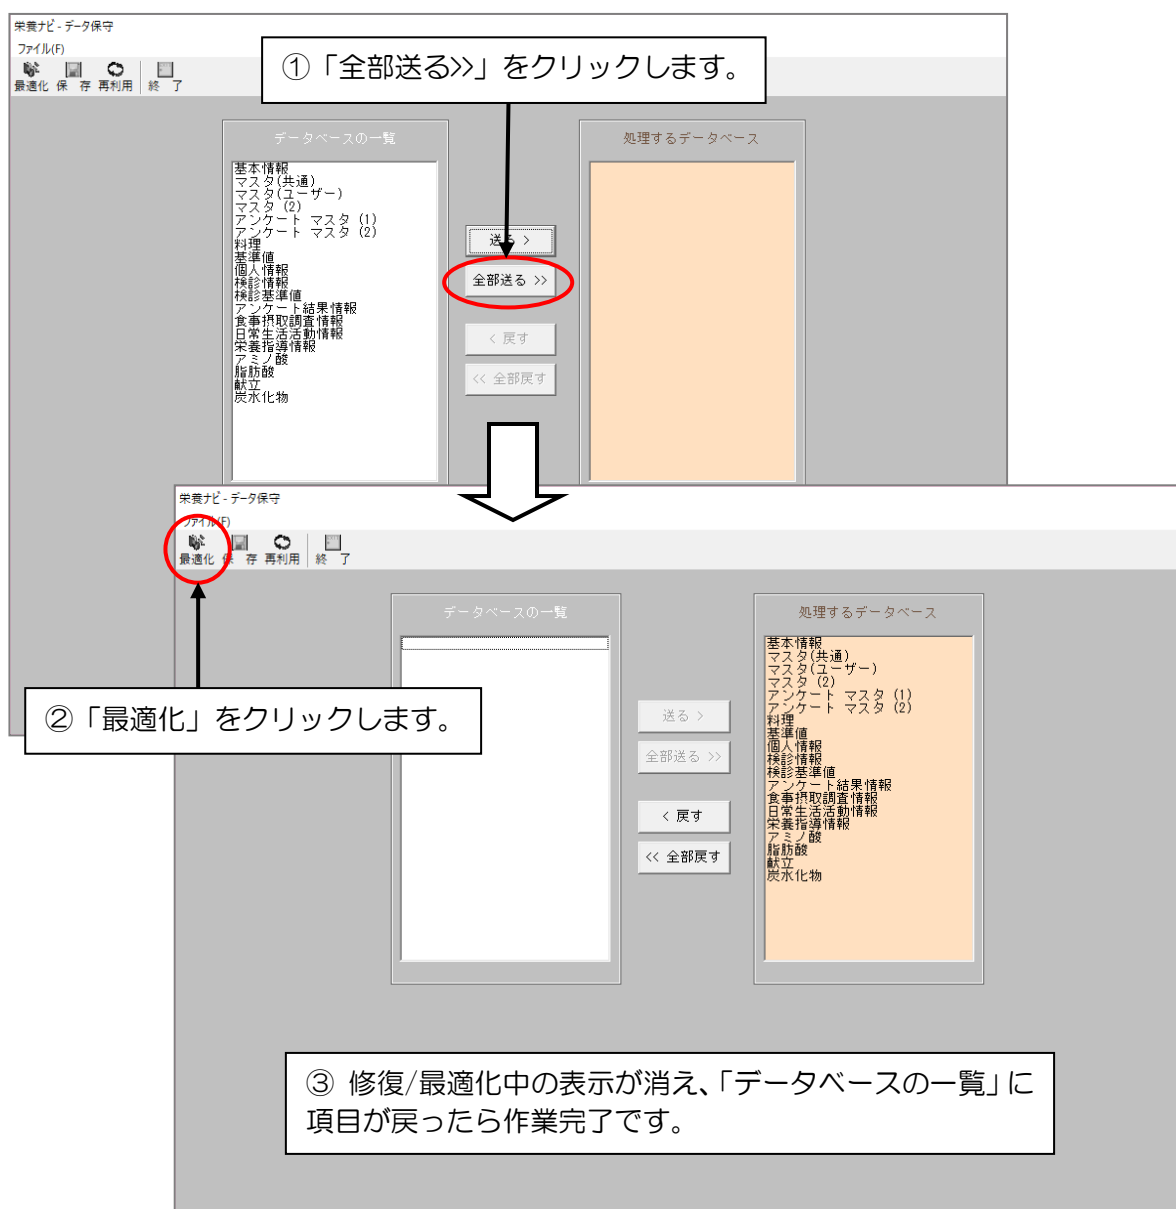 栄養ナビ - データ保守
ファイル(F)
最適化 保 存 再利用 終 了
①「全部送る>>」をクリックします。
データベースの一覧
基本情報
マスタ(共通)
マスタ(ユーザー)
マスタ (2)
アンケート マスタ (1)
アンケート マスタ (2)
料理
基準値
個人情報
検診情報
検診基準値
アンケート結果情報
食事摂取調査情報
日常生活活動情報
栄養指導情報
アミノ酸
脂肪酸
献立
炭水化物
送る >
全部送る >>
< 戻す
<< 全部戻す
処理するデータベース
栄養ナビ - データ保守
ファイル(F)
最適化 保 存 再利用 終 了
②「最適化」をクリックします。
データベースの一覧
送る >
全部送る >>
< 戻す
<< 全部戻す
処理するデータベース
基本情報
マスタ(共通)
マスタ(ユーザー)
マスタ (2)
アンケート マスタ (1)
アンケート マスタ (2)
料理
基準値
個人情報
検診情報
検診基準値
アンケート結果情報
食事摂取調査情報
日常生活活動情報
栄養指導情報
アミノ酸
脂肪酸
献立
炭水化物
③ 修復/最適化中の表示が消え、「データベースの一覧」に
項目が戻ったら作業完了です。